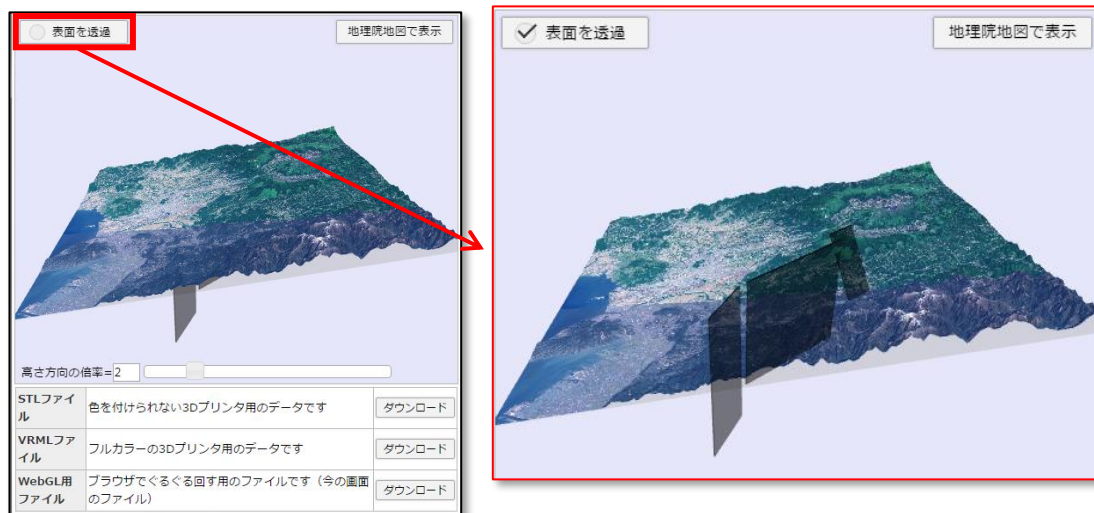 表面を透過
地理院地図で表示
高さ方向の倍率=2
STLファイ
ル
色を付けられない3Dプリンタ用のデータです
ダウンロード
VRMLファ
イル
フルカラーの3Dプリンタ用のデータです
ダウンロード
WebGL用
ファイル
ブラウザでぐるぐる回す用のファイルです（今の画面
のファイル）
ダウンロード
表面を透過
地理院地図で表示